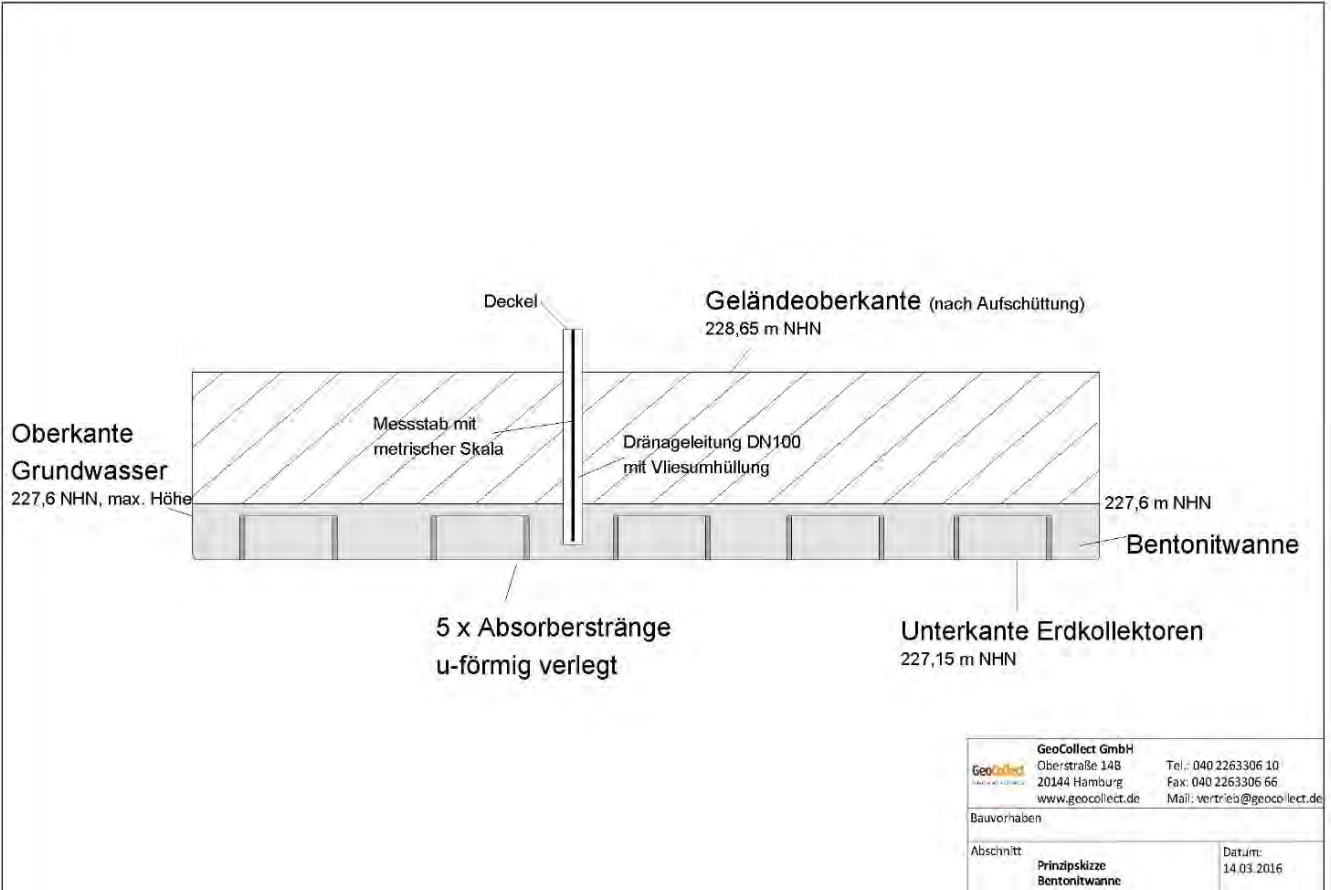 Deckel
Geländeoberkante (nach Aufschüttung)
228,65 m NHN
Oberkante
Grundwasser
227,6 NHN, max. Höhe
Messstab mit
metrischer Skala
Dränageleitung DN100
mit Vliesumhüllung
227,6 m NHN
Bentonitwanne
5 x Absorberstränge
u-förmig verlegt
Unterkante Erdkollektoren
227,15 m NHN
GeoCollect
GeoCollect GmbH
Oberstraße 14B
20144 Hamburg
www.geocollect.de
Tel.: 040 2263306 10
Fax: 040 2263306 66
Mail: vertrieb@geocollect.de
Bauvorhaben
Abschnitt
Prinzipskizze
Bentonitwanne
Datum:
14.03.2016